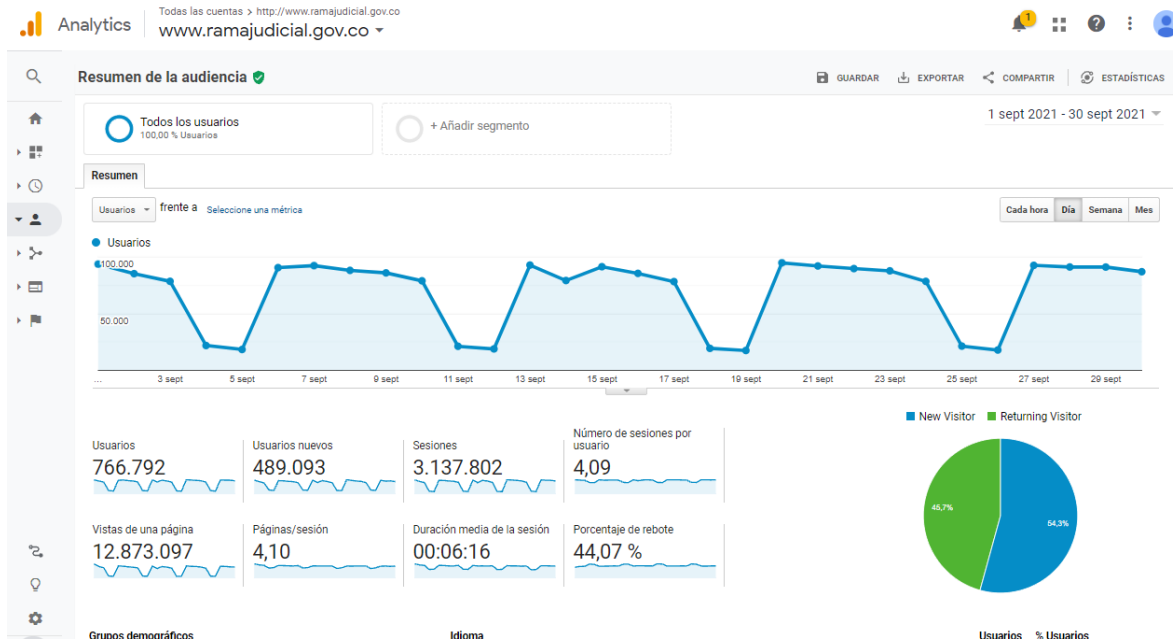 Analytics
Todas las cuentas > http://www.ramajudicial.gov.co
www.ramajudicial.gov.co
1
Resumen de la audiencia
GUARDAR
EXPORTAR
COMPARTIR
ESTADÍSTICAS
Todos los usuarios
100,00 % Usuarios
+ Añadir segmento
1 sept 2021 - 30 sept 2021
Resumen
Usuarios frente a Seleccione una métrica
Cada hora Día Semana Mes
Usuarios
100.000
50.000
... 3 sept 5 sept 7 sept 9 sept 11 sept 13 sept 15 sept 17 sept 19 sept 21 sept 23 sept 25 sept 27 sept 29 sept
New Visitor Returning Visitor
Usuarios
766.792
Usuarios nuevos
489.093
Sesiones
3.137.802
Número de sesiones por
usuario
4,09
Vistas de una página
12.873.097
Páginas/sesión
4,10
Duración media de la sesión
00:06:16
Porcentaje de rebote
44,07 %
45,7%
54,3%
Grupos demográficos Idioma Usuarios % Usuarios